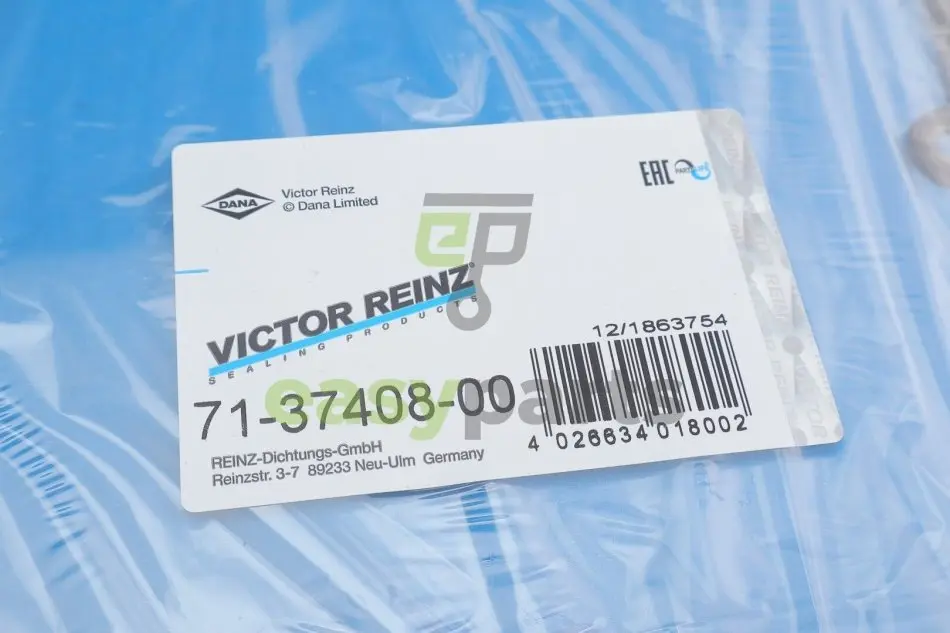 DANA
Victor Reinz
© Dana Limited
EAC
ep
VICTOR REINZ®
SEALING PRODUCTS
12/1863754
easyparts
71-37408-00
4 026634 018002
REINZ-Dichtungs-GmbH
Reinzstr. 3-7 89233 Neu-Ulm Germany